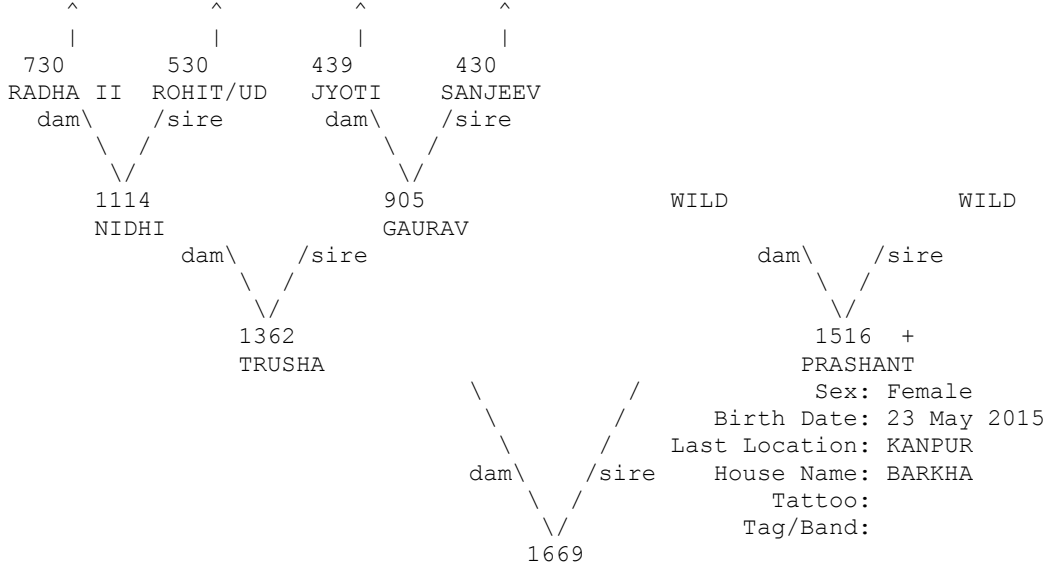 ^ ^ ^ ^
| | | |
730 530 439 430
RADHA II ROHIT/UD JYOTI SANJEEV
dam\ /sire dam\ /sire
\ / \ /
\/ \/
1114 905 WILD WILD
NIDHI GAURAV
dam\ /sire dam\ /sire
\ / \ /
\/ \/
1362 1516 +
TRUSHA PRASHANT
\ / Sex: Female
\ / Birth Date: 23 May 2015
\ / Last Location: KANPUR
dam\ /sire House Name: BARKHA
\ / Tattoo:
\/ Tag/Band:
1669